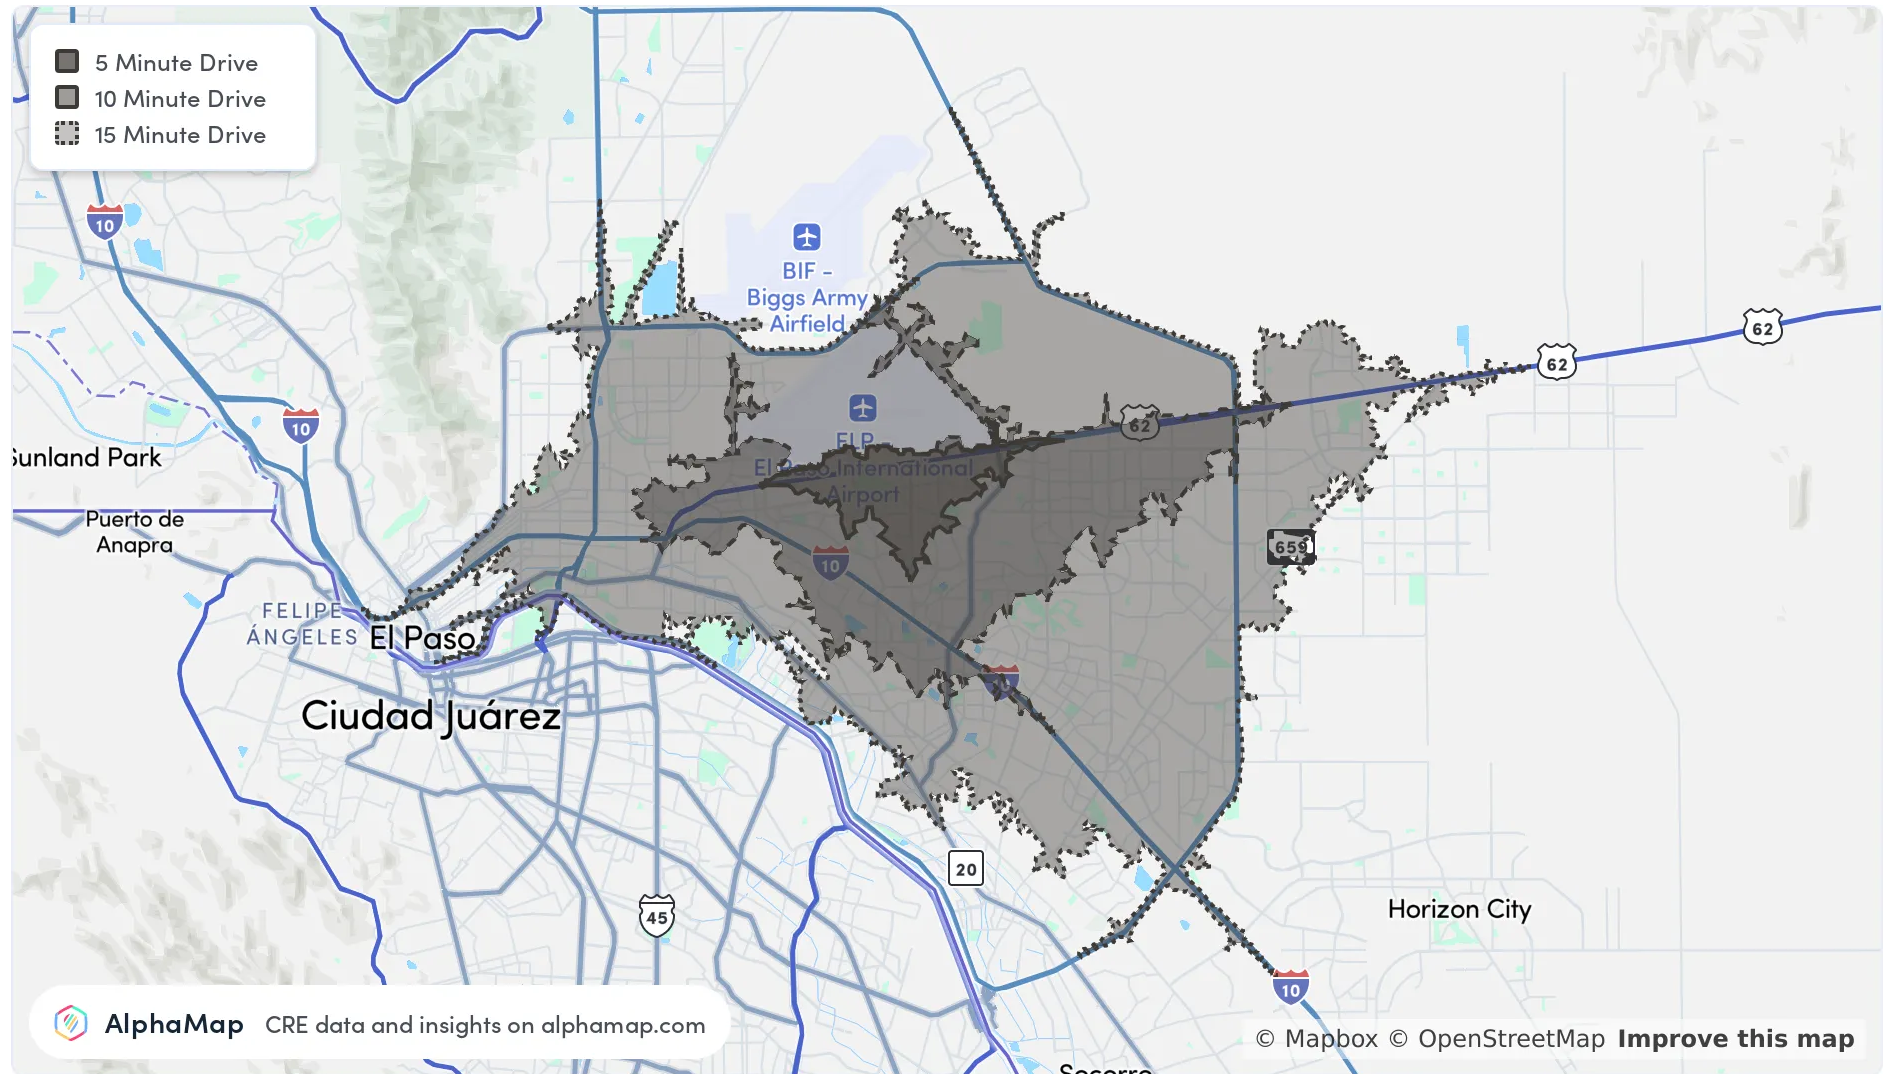 5 Minute Drive
10 Minute Drive
15 Minute Drive
10
BIF -
Biggs Army
Airfield
62
62
62
10
ELP -
El Paso International
Airport
Sunland Park
Puerto de
Anapra
659
10
FELIPE
ÁNGELES
El Paso
10
Ciudad Juárez
20
45
Horizon City
10
AlphaMap
CRE data and insights on alphamap.com
© Mapbox © OpenStreetMap Improve this map
Socorro